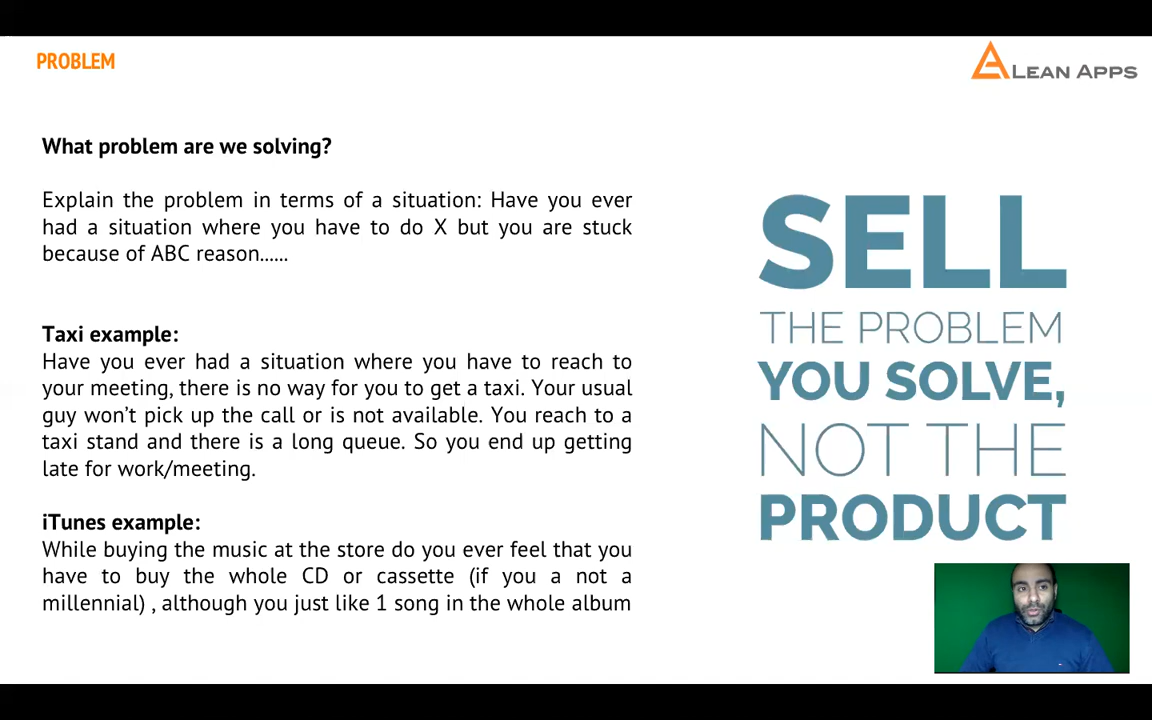 PROBLEM
LEAN APPS
What problem are we solving?
Explain the problem in terms of a situation: Have you ever
had a situation where you have to do X but you are stuck
because of ABC reason......
Taxi example:
Have you ever had a situation where you have to reach to
your meeting, there is no way for you to get a taxi. Your usual
guy won’t pick up the call or is not available. You reach to a
taxi stand and there is a long queue. So you end up getting
late for work/meeting.
iTunes example:
While buying the music at the store do you ever feel that you
have to buy the whole CD or cassette (if you a not a
millennial) , although you just like 1 song in the whole album
SELL
THE PROBLEM
YOU SOLVE,
NOT THE
PRODUCT